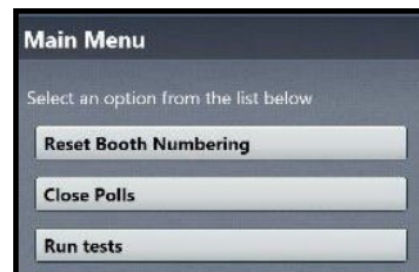 Main Menu
Select an option from the list below
Reset Booth Numbering
Close Polls
Run tests